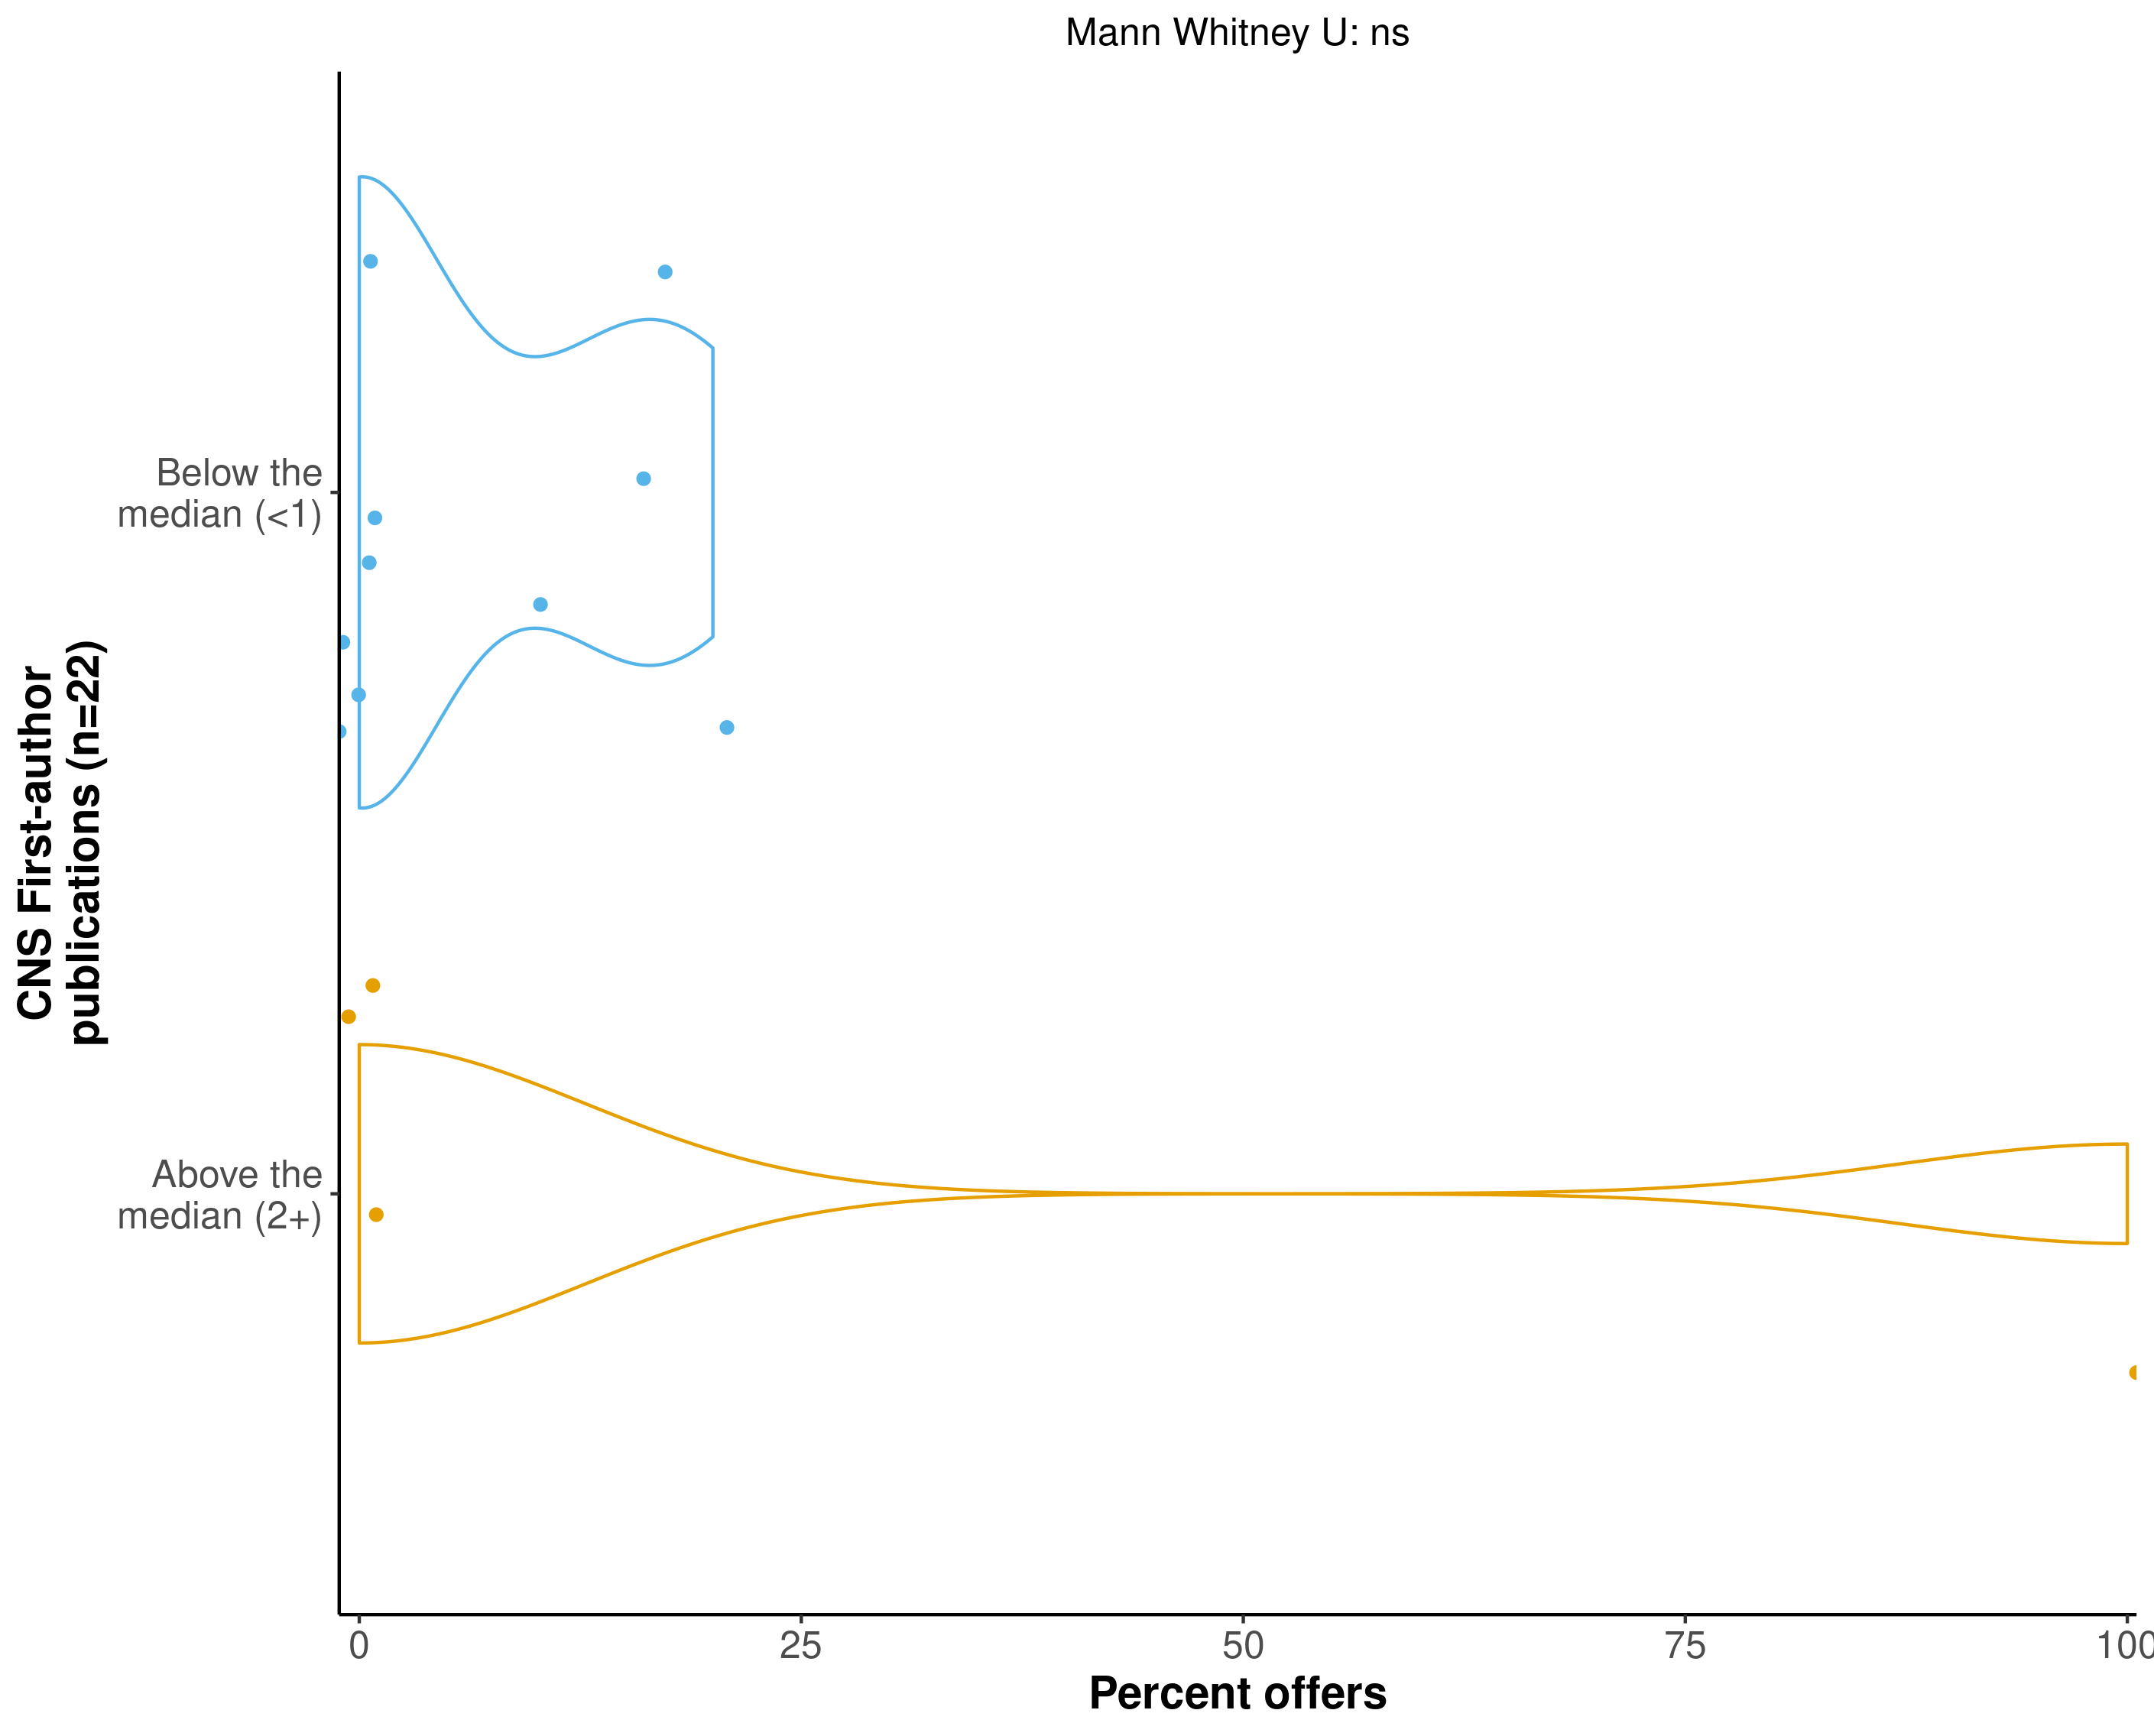 Mann Whitney U: ns
CNS First-author
publications (n=22)
Below the
median (<1)
Above the
median (2+)
0
25
50
75
100
Percent offers